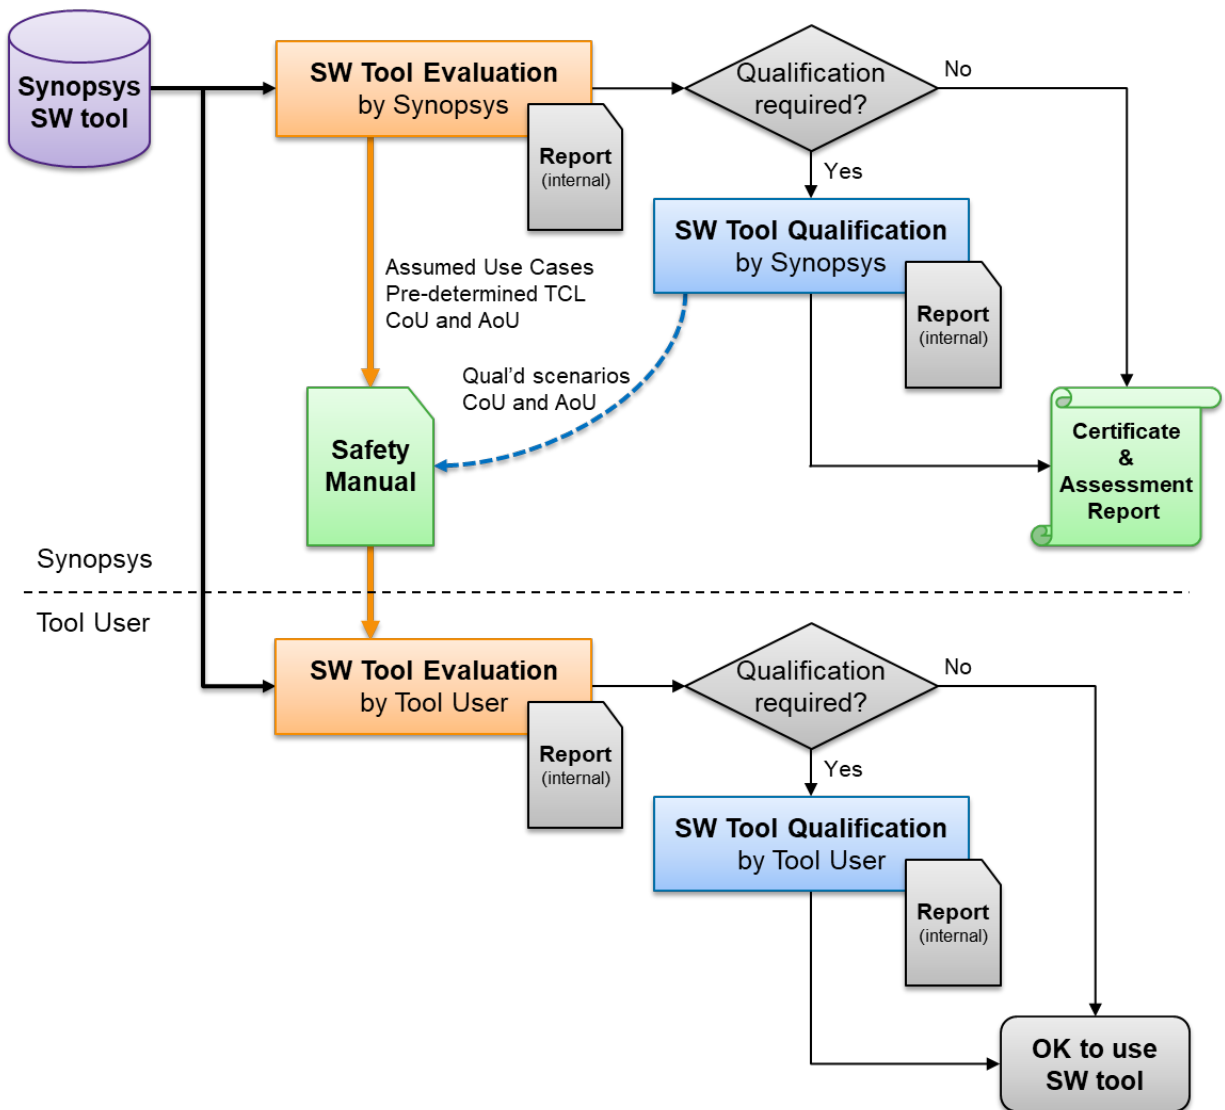 Synopsys
SW tool
SW Tool Evaluation
by Synopsys
Report
(internal)
Qualification
required?
No
Yes
SW Tool Qualification
by Synopsys
Report
(internal)
Assumed Use Cases
Pre-determined TCL
CoU and AoU
Qual'd scenarios
CoU and AoU
Safety
Manual
Certificate
&
Assessment
Report
Synopsys
Tool User
SW Tool Evaluation
by Tool User
Report
(internal)
Qualification
required?
No
Yes
SW Tool Qualification
by Tool User
Report
(internal)
OK to use
SW tool